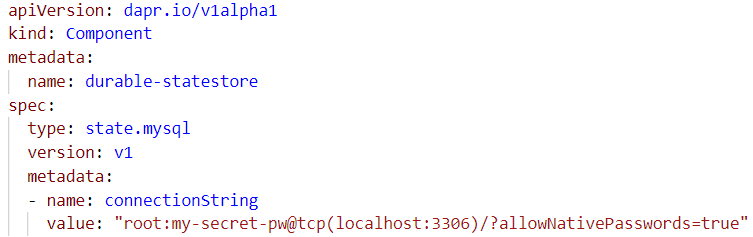 apiVersion: dapr.io/v1alpha1
kind: Component
metadata:
  name: durable-statestore
spec:
  type: state.mysql
  version: v1
  metadata:
  - name: connectionString
    value: "root:my-secret-pw@tcp(localhost:3306)/?allowNativePasswords=true"